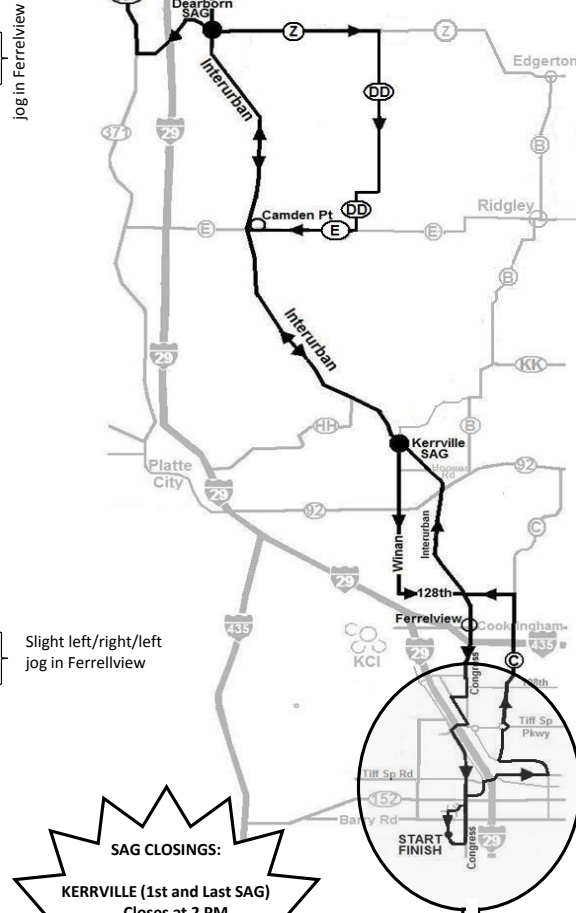 Dearborn
SAG
Z
Z
jog in Ferrelview
DD
Edgerton
Interurban
371
29
B
DD
Ridgley
Camden Pt
E
E
E
B
Interurban
29
KK
HH
B
Kerrville
SAG
Hoover
Rd
92
Platte
City
29
92
C
Interurban
Winan
29
128th
Ferrelview
Cookingham
Slight left/right/left
jog in Ferrellview
435
KCI
29
435
C
Congress
108th
Tiff Sp
Pkwy
Tiff Sp Rd
152
Barry Rd
START
FINISH
Congress
29
SAG CLOSINGS:
KERRVILLE (1st and Last SAG)
Closes at 2 PM